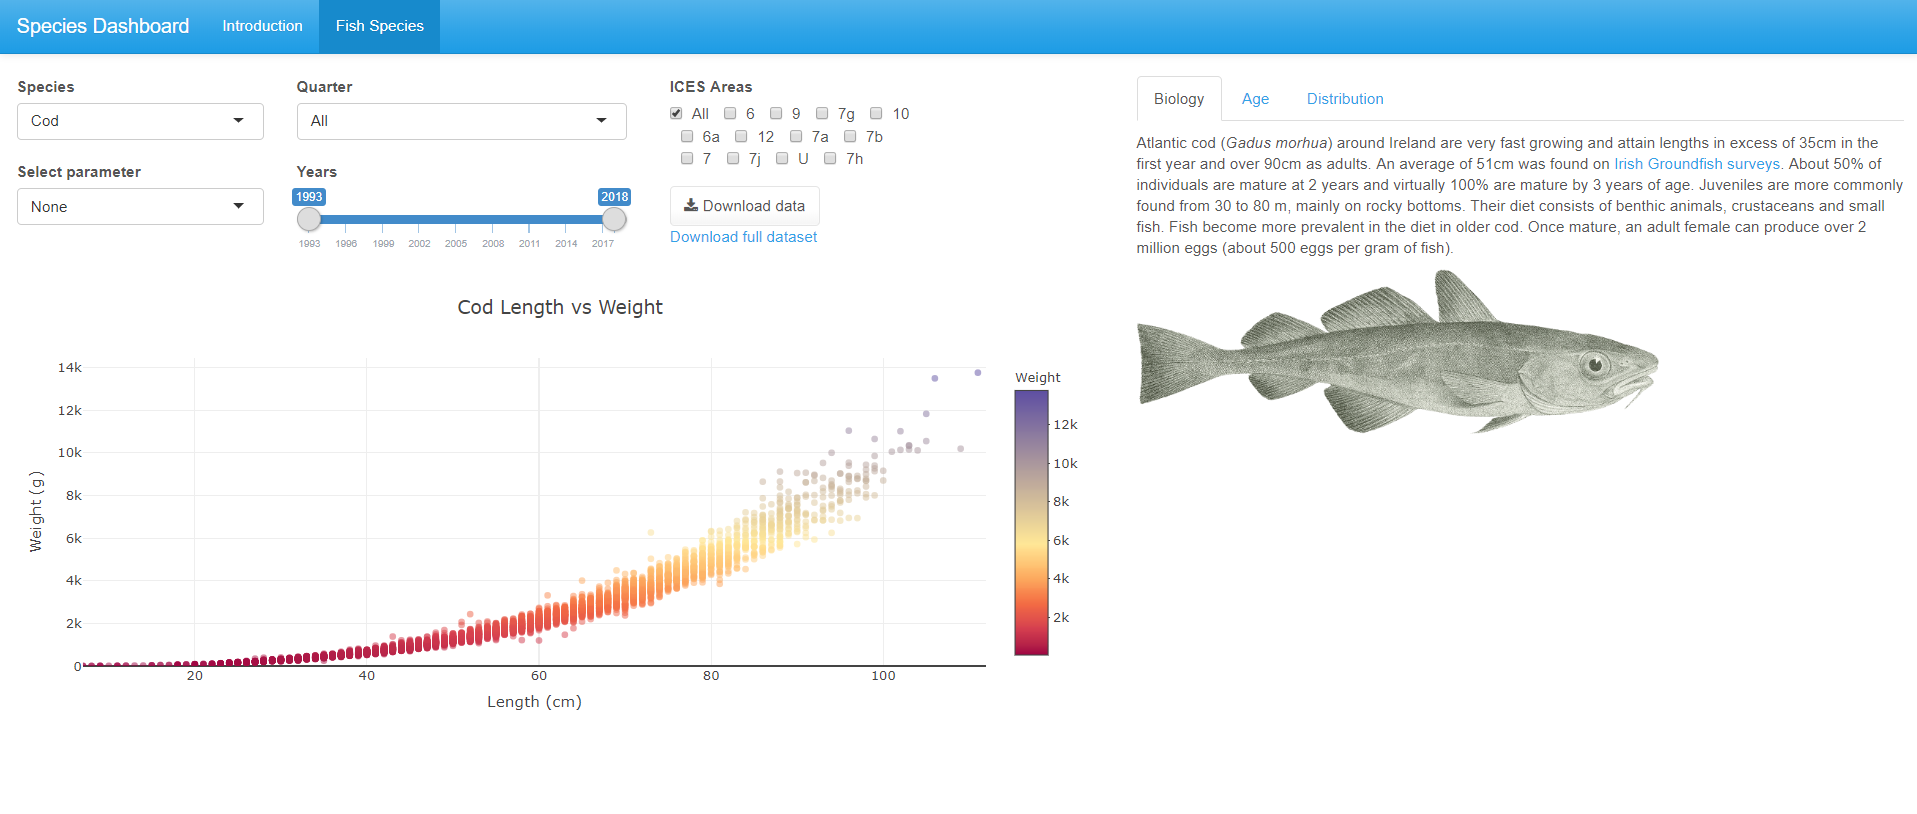 Species Dashboard Introduction Fish Species
Species
Cod
Quarter
All
ICES Areas
All 6 9 7g 10
6a 12 7a 7b
7 7j U 7h
Select parameter
None
Years
1993 2018
1993 1996 1999 2002 2005 2008 2011 2014 2017
Download data
Download full dataset
Cod Length vs Weight
14k
12k
10k
8k
6k
4k
2k
0
Weight (g)
20 40 60 80 100
Length (cm)
Weight
12k
10k
8k
6k
4k
2k
Biology Age Distribution
Atlantic cod (Gadus morhua) around Ireland are very fast growing and attain lengths in excess of 35cm in the
first year and over 90cm as adults. An average of 51cm was found on Irish Groundfish surveys. About 50% of
individuals are mature at 2 years and virtually 100% are mature by 3 years of age. Juveniles are more commonly
found from 30 to 80 m, mainly on rocky bottoms. Their diet consists of benthic animals, crustaceans and small
fish. Fish become more prevalent in the diet in older cod. Once mature, an adult female can produce over 2
million eggs (about 500 eggs per gram of fish).